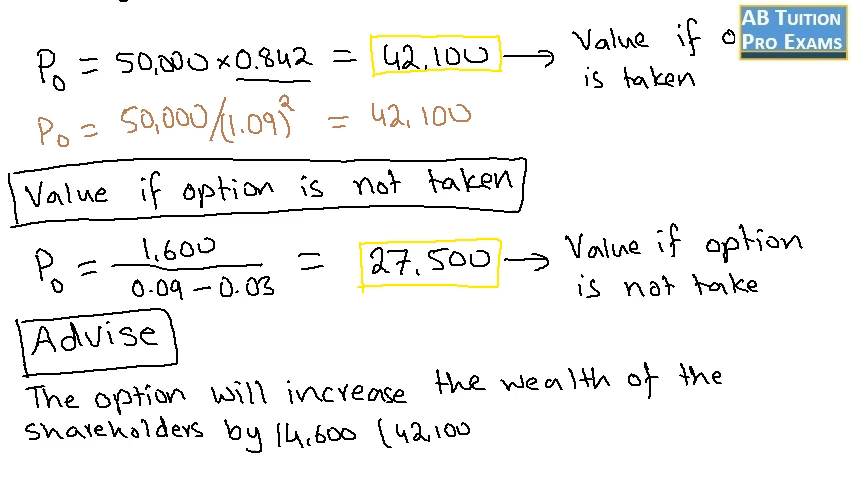 AB TUITION
PRO EXAMS
P₀ = 50,000 × 0.842 = 42,100 → Value if
is taken
P₀ = 50,000/(1.09)² = 42,100
Value if option is not taken
P₀ = 1,600 / 0.09 - 0.03 = 27,500 → Value if option
is not take
Advise
The option will increase the wealth of the
shareholders by 14,600 (42,100